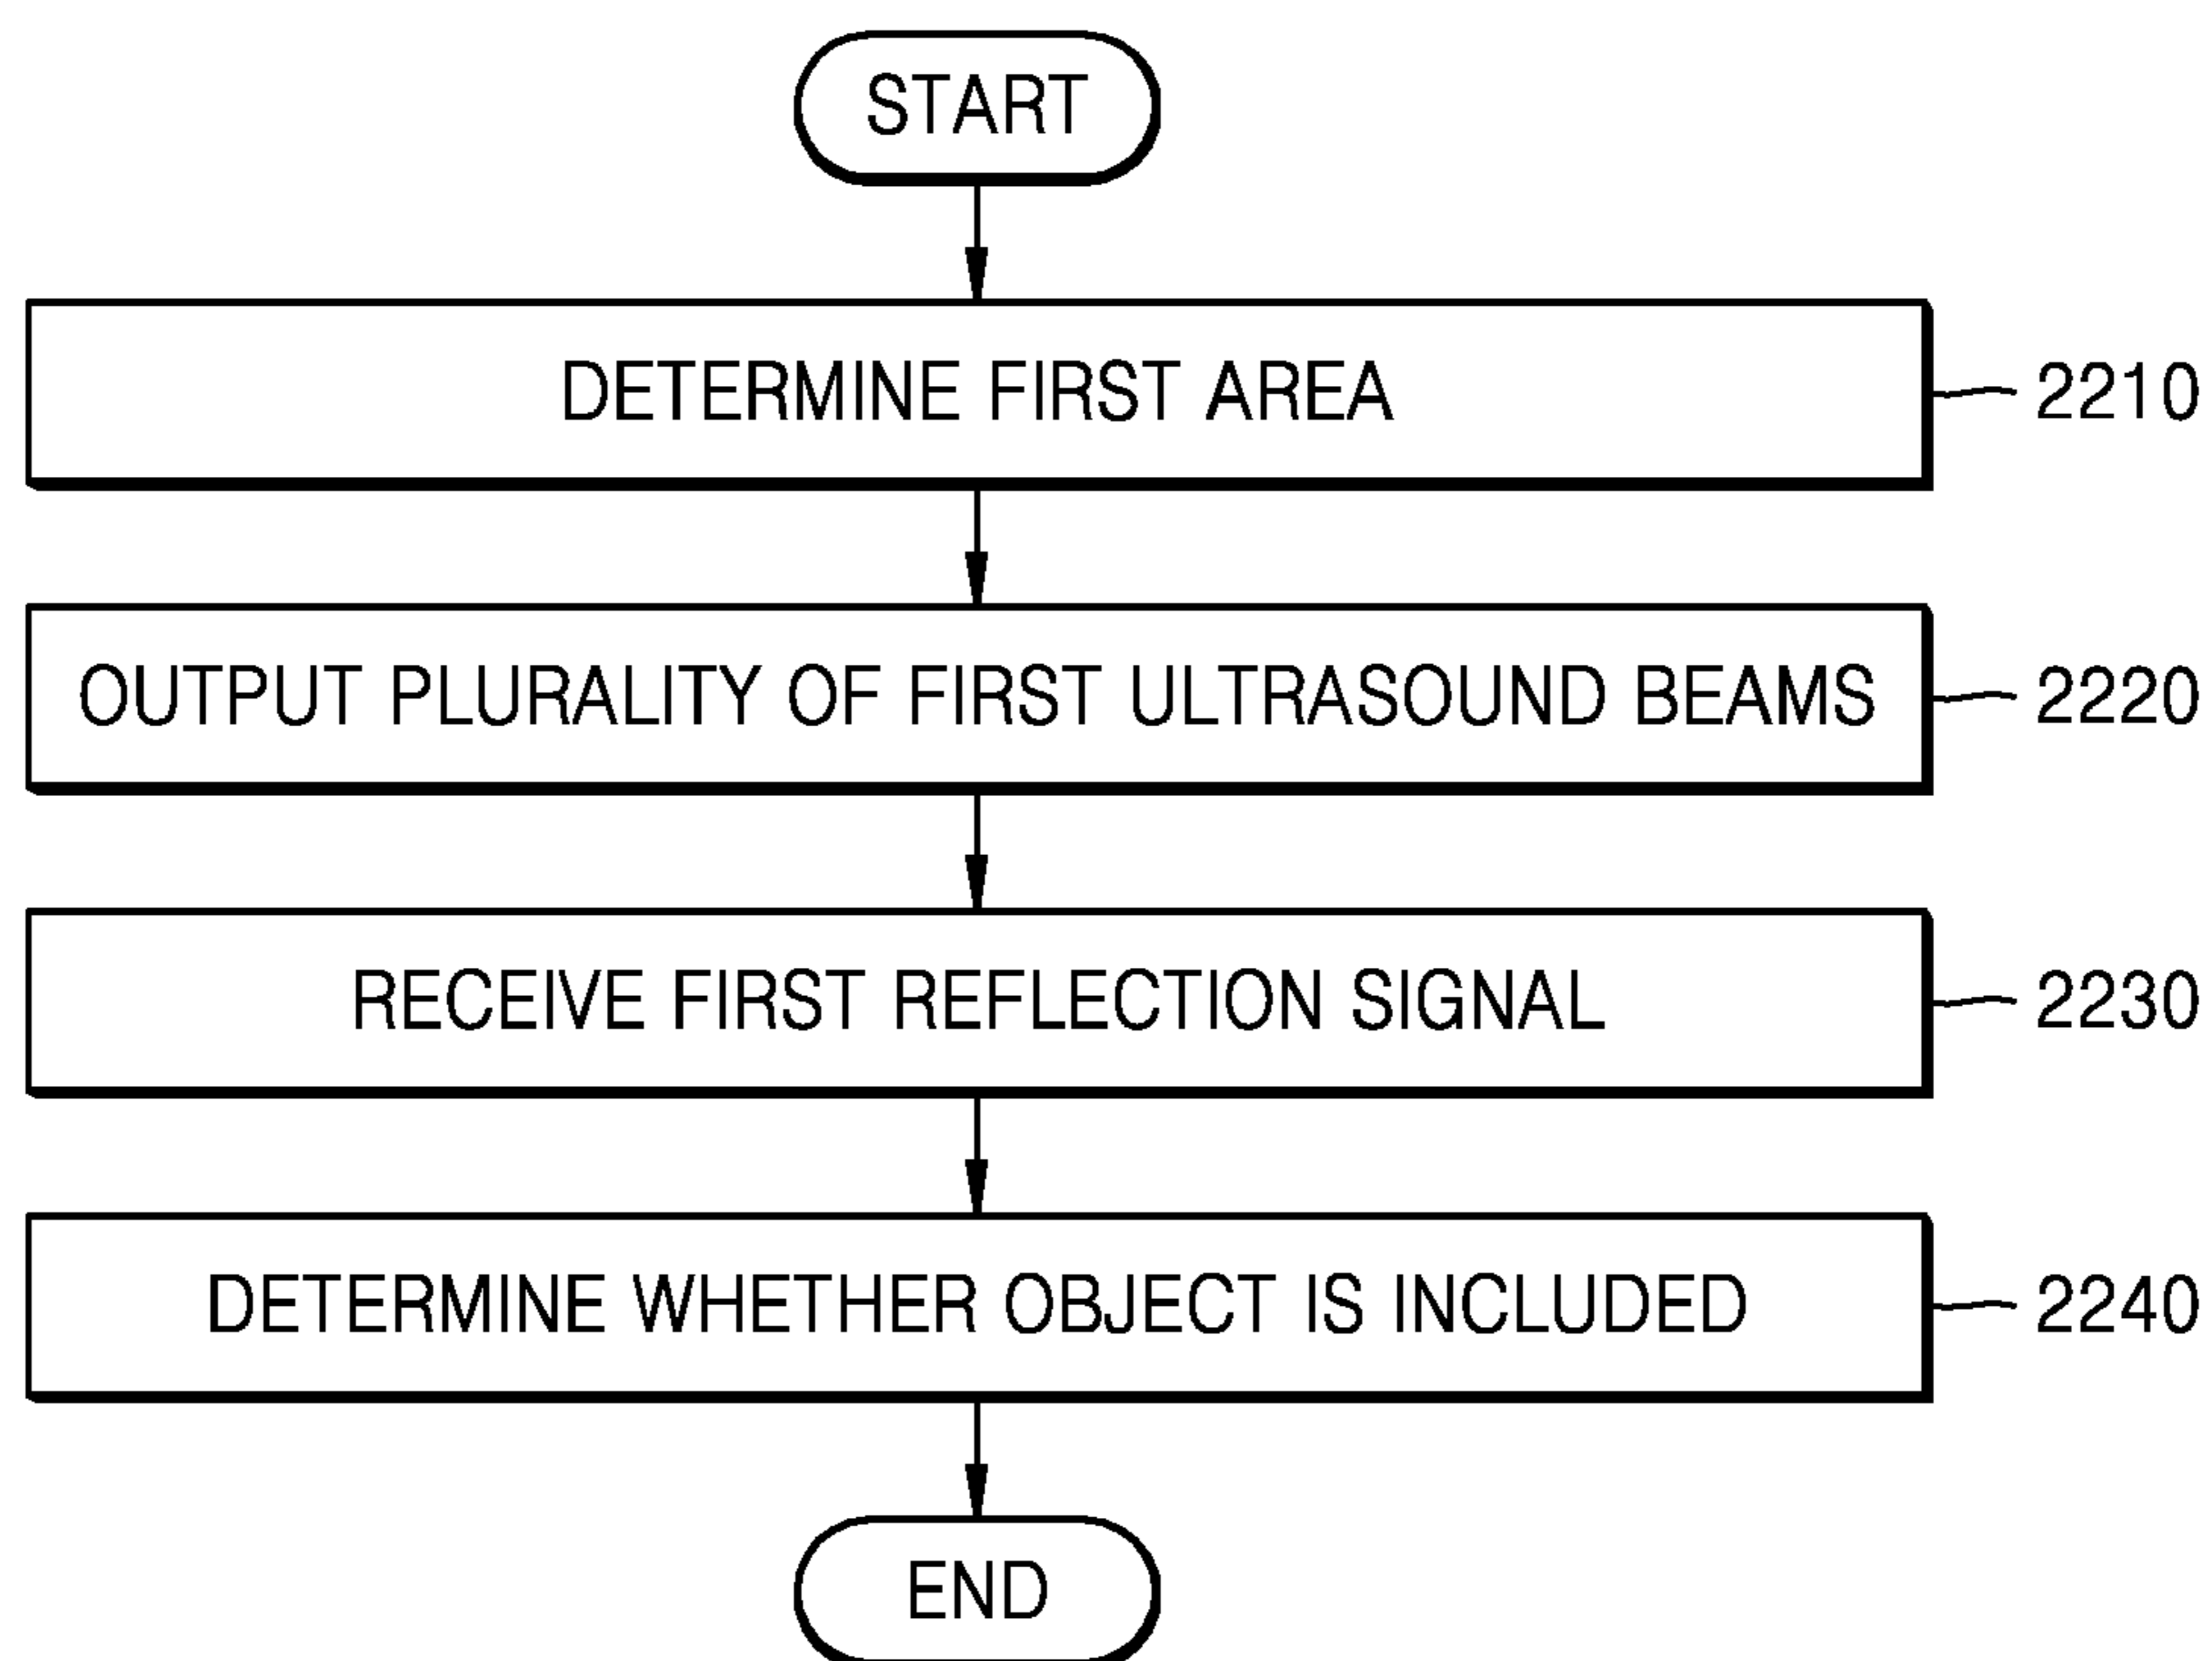 START
DETERMINE FIRST AREA
2210
OUTPUT PLURALITY OF FIRST ULTRASOUND BEAMS
2220
RECEIVE FIRST REFLECTION SIGNAL
2230
DETERMINE WHETHER OBJECT IS INCLUDED
2240
END